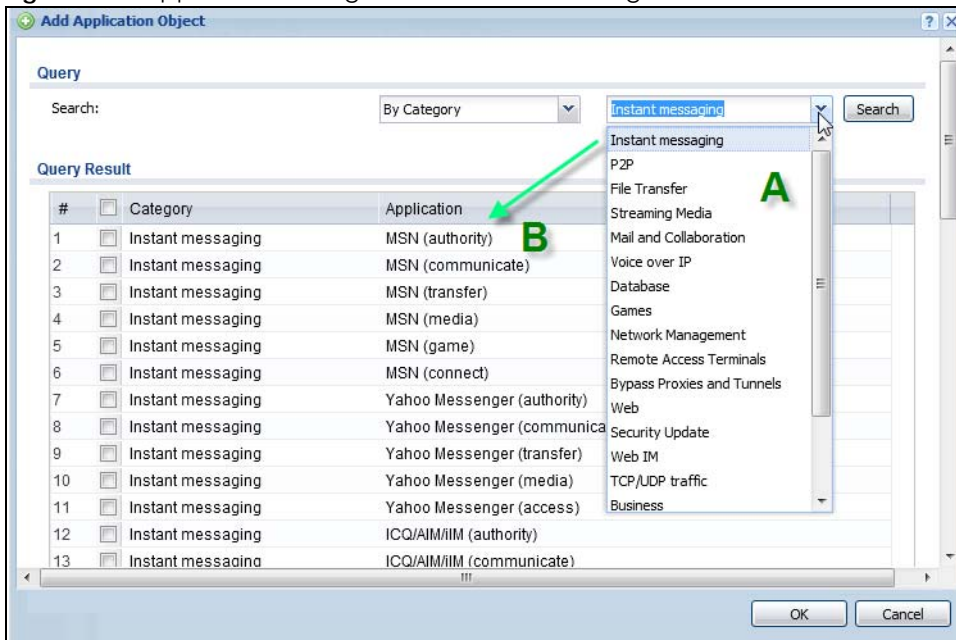 Add Application Object
Query
Search: By Category Instant messaging Search
Instant messaging
P2P
File Transfer
Streaming Media
Mail and Collaboration
Voice over IP
Database
Games
Network Management
Remote Access Terminals
Bypass Proxies and Tunnels
Web
Security Update
Web IM
TCP/UDP traffic
Business
A
B
Query Result
# Category Application
1 Instant messaging MSN (authority)
2 Instant messaging MSN (communicate)
3 Instant messaging MSN (transfer)
4 Instant messaging MSN (media)
5 Instant messaging MSN (game)
6 Instant messaging MSN (connect)
7 Instant messaging Yahoo Messenger (authority)
8 Instant messaging Yahoo Messenger (communica
9 Instant messaging Yahoo Messenger (transfer)
10 Instant messaging Yahoo Messenger (media)
11 Instant messaging Yahoo Messenger (access)
12 Instant messaging ICQ/AIM/iIM (authority)
13 Instant messaging ICQ/AIM/iIM (communicate)
OK Cancel